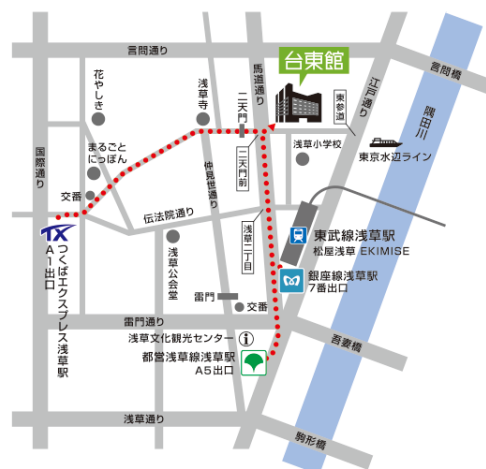 言問通り
台東館
花やしき
浅草寺
二天門
馬道通り
江戸通り
言問橋
東参道
隅田川
国際通り
まるごと
にっぽん
仲見世通り
二天門前
浅草小学校
東京水辺ライン
交番
伝法院通り
浅草二丁目
TX
A1出口
つくばエクスプレス浅草駅
浅草公会堂
東武線浅草駅
松屋浅草 EKIMISE
銀座線浅草駅
7番出口
雷門
交番
雷門通り
浅草文化観光センター
吾妻橋
都営浅草線浅草駅
A5出口
浅草通り
駒形橋